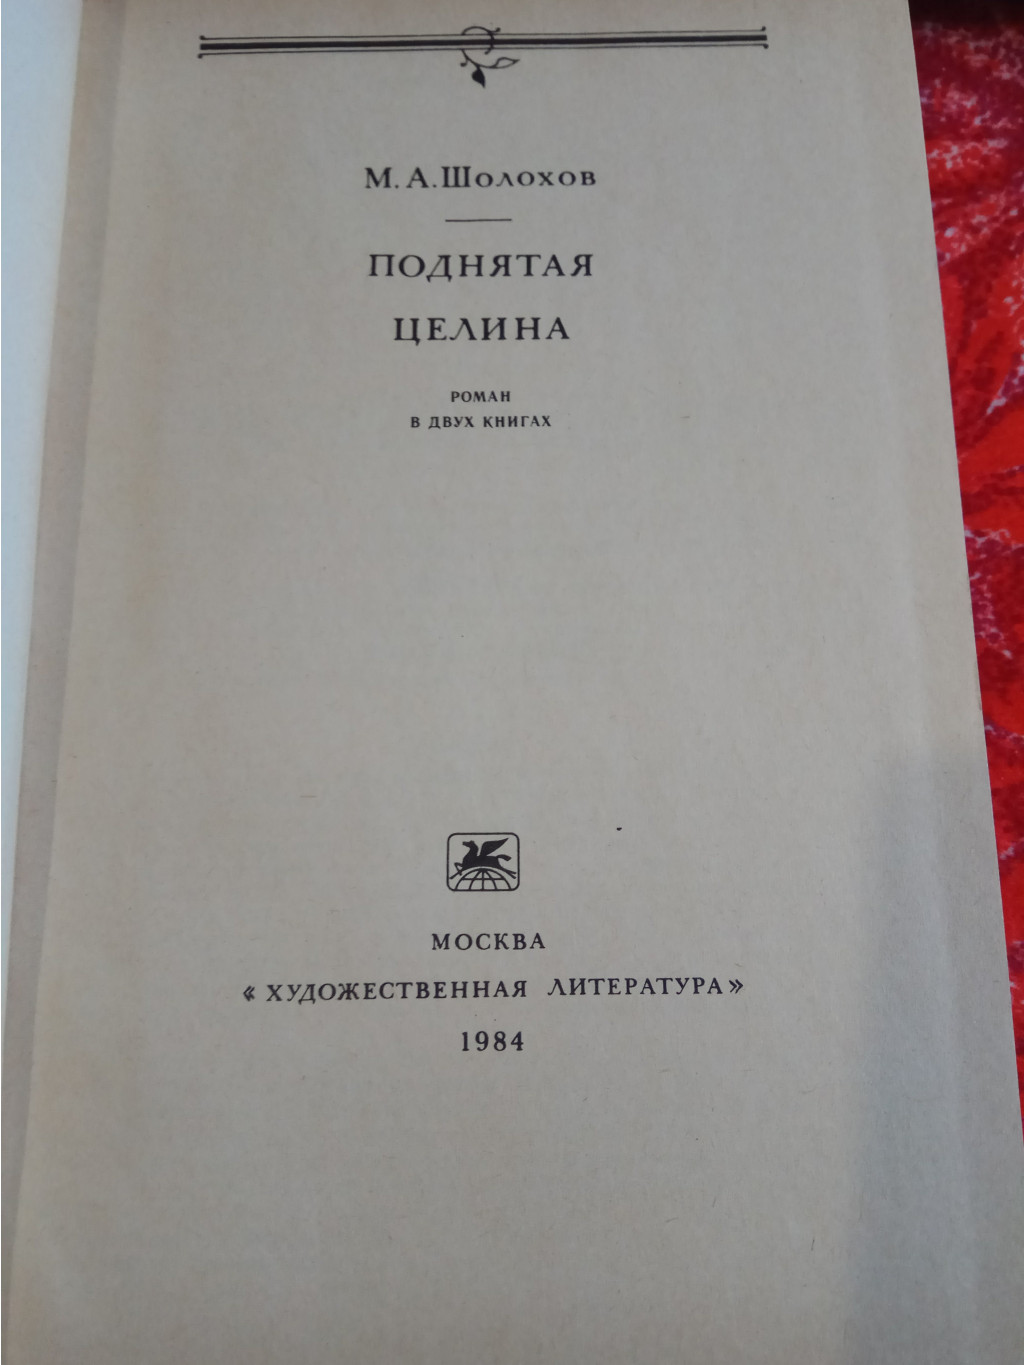 М. А. Шолохов
ПОДНЯТАЯ
ЦЕЛИНА
РОМАН
В ДВУХ КНИГАХ
МОСКВА
«ХУДОЖЕСТВЕННАЯ ЛИТЕРАТУРА»
1984